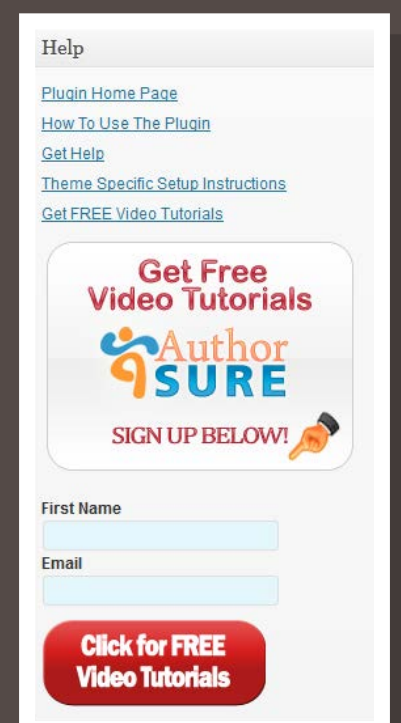 Help
Plugin Home Page
How To Use The Plugin
Get Help
Theme Specific Setup Instructions
Get FREE Video Tutorials
Get Free
Video Tutorials
Author
SURE
SIGN UP BELOW!
First Name
Email
Click for FREE
Video Tutorials